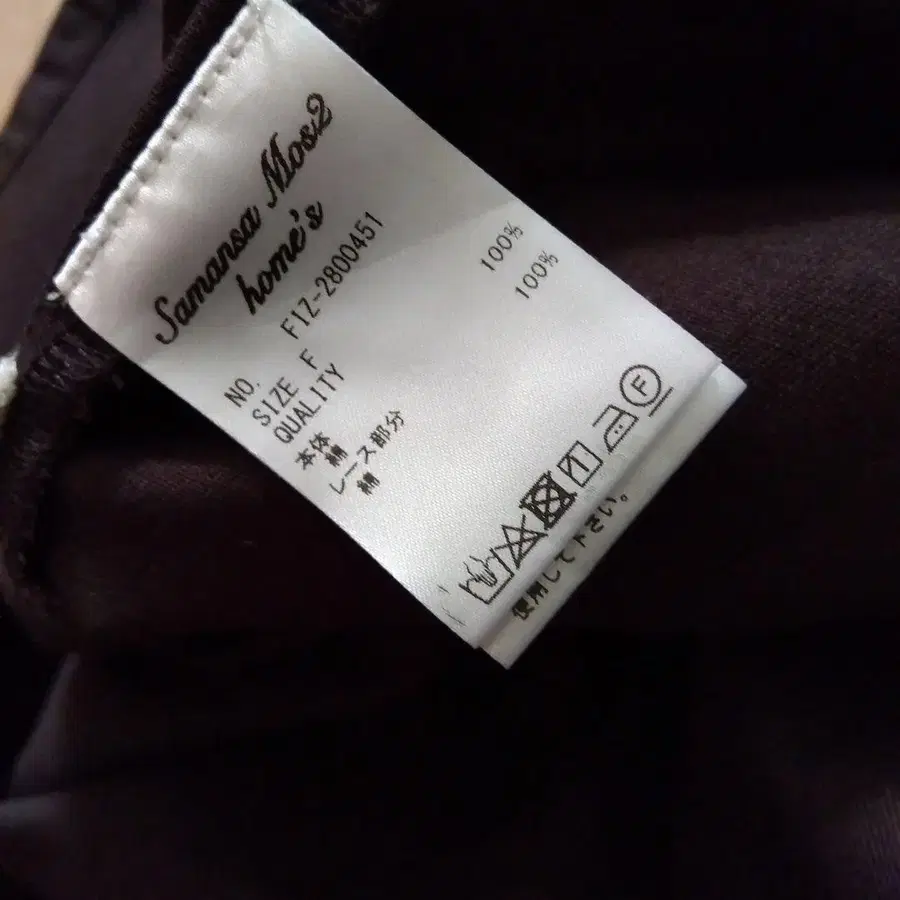 Samansa Mos2
home's
NO. FIZ-2800451
SIZE F
QUALITY
本体
綿 100%
レース部分
綿 100%
F
使用して下さい。